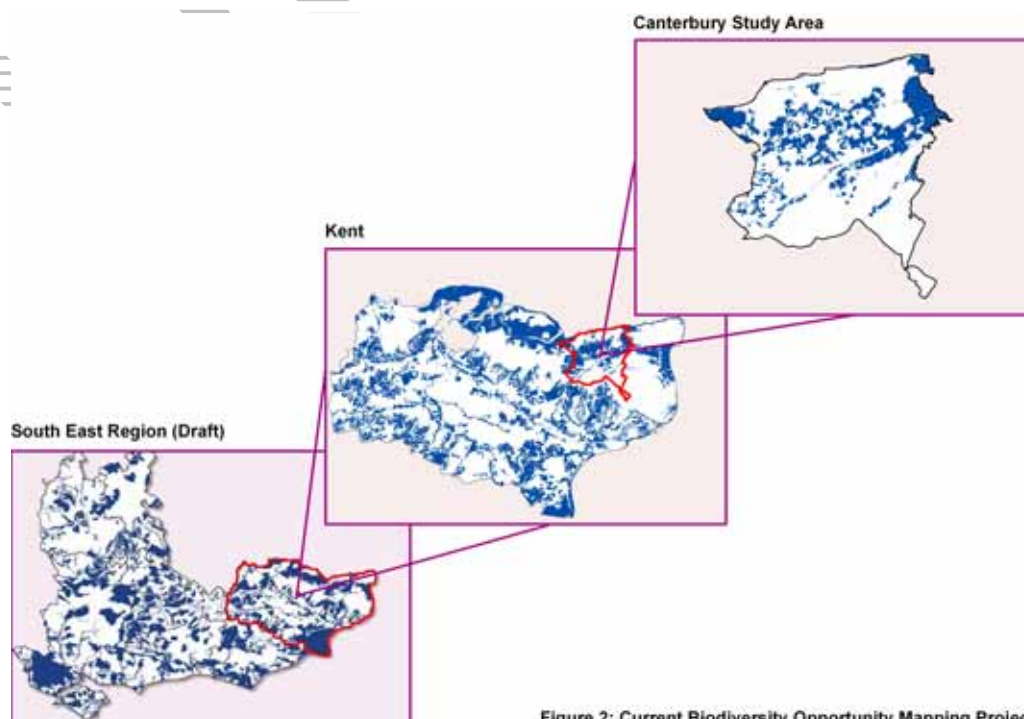 Canterbury Study Area
Kent
South East Region (Draft)
Figure 2: Current Biodiversity Opportunity Mapping